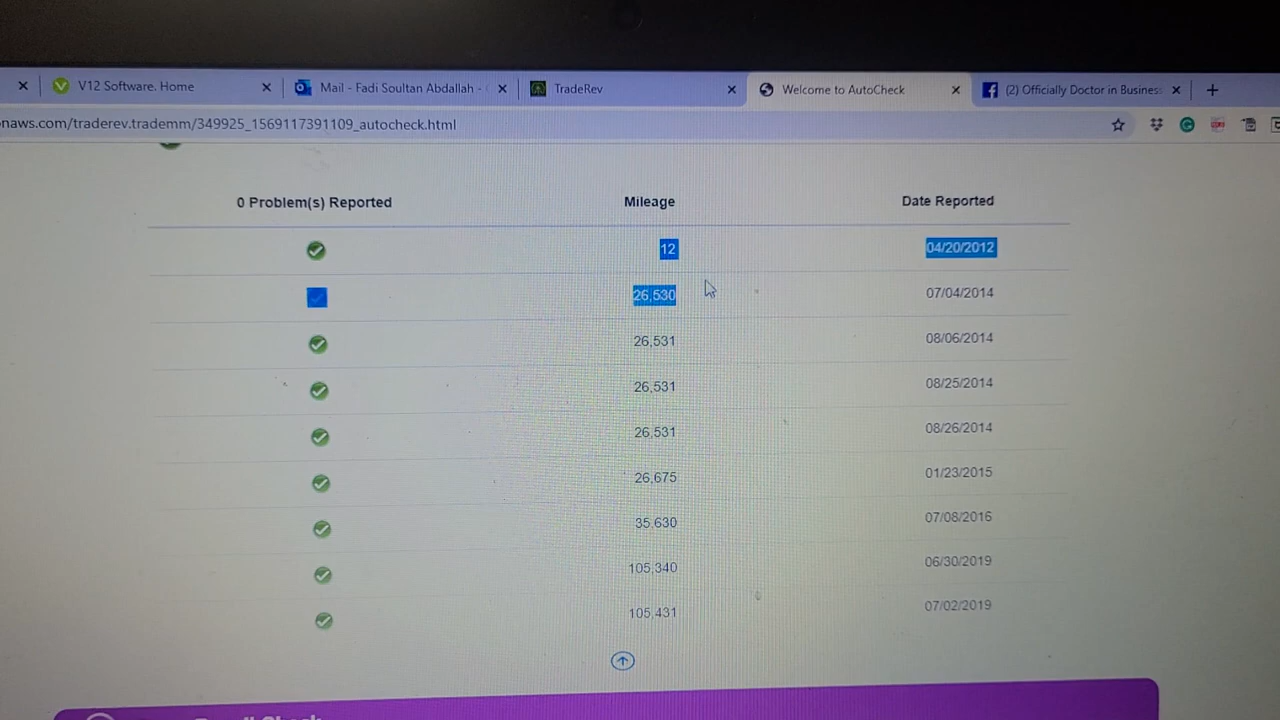 V12 Software. Home
Mail - Fadi Soultan Abdallah -
TradeRev
Welcome to AutoCheck
(2) Officially Doctor in Busines
naws.com/traderev.trademm/349925_1569117391109_autocheck.html
0 Problem(s) Reported Mileage Date Reported
12 04/20/2012
26,530 07/04/2014
26,531 08/06/2014
26,531 08/25/2014
26,531 08/26/2014
26,675 01/23/2015
35,630 07/08/2016
105,340 06/30/2019
105,431 07/02/2019